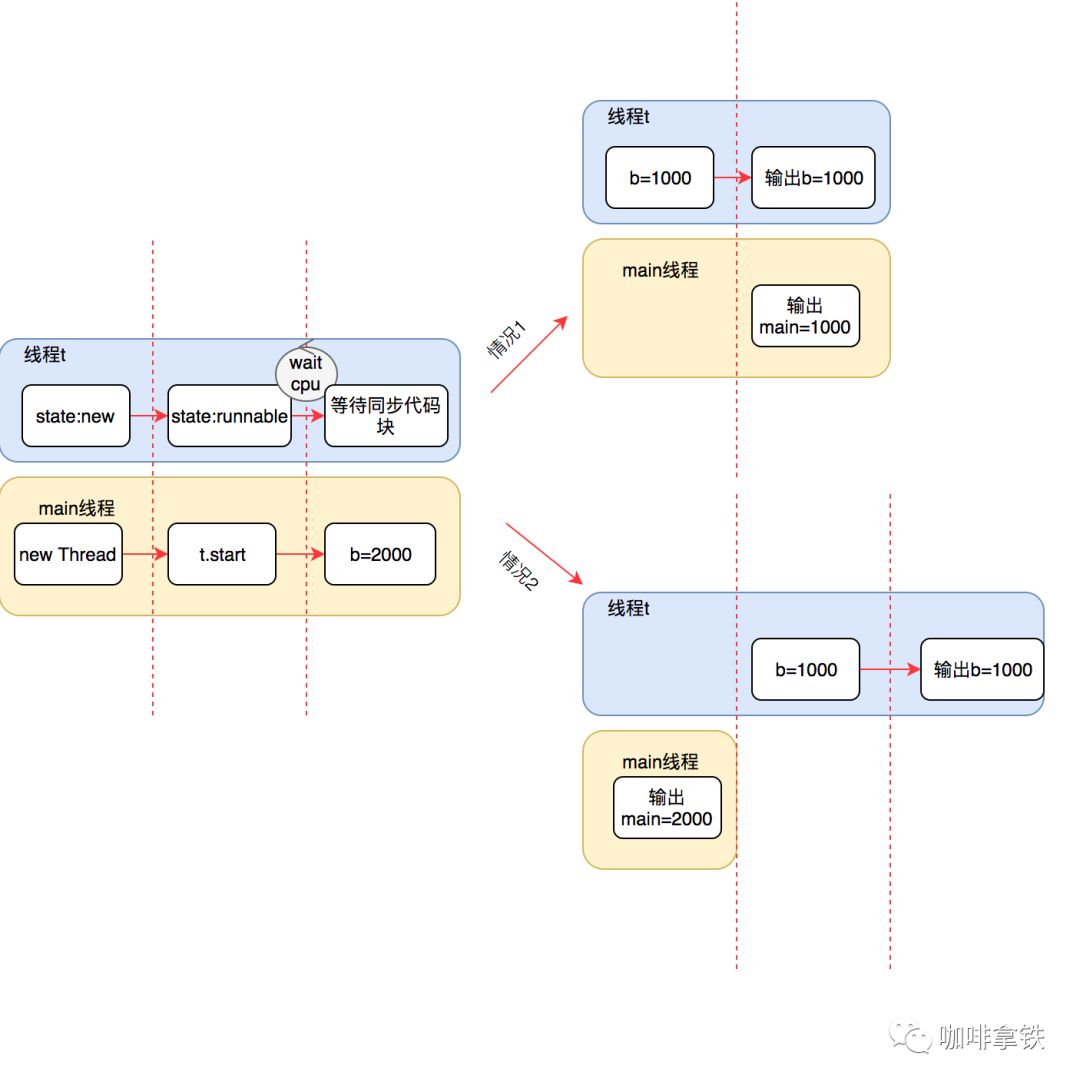 线程t
state:new
state:runnable
wait
cpu
等待同步代码
块
main线程
new Thread
t.start
b=2000
情况1
线程t
b=1000
输出b=1000
main线程
输出
main=1000
情况2
线程t
b=1000
输出b=1000
main线程
输出
main=2000
咖啡拿铁